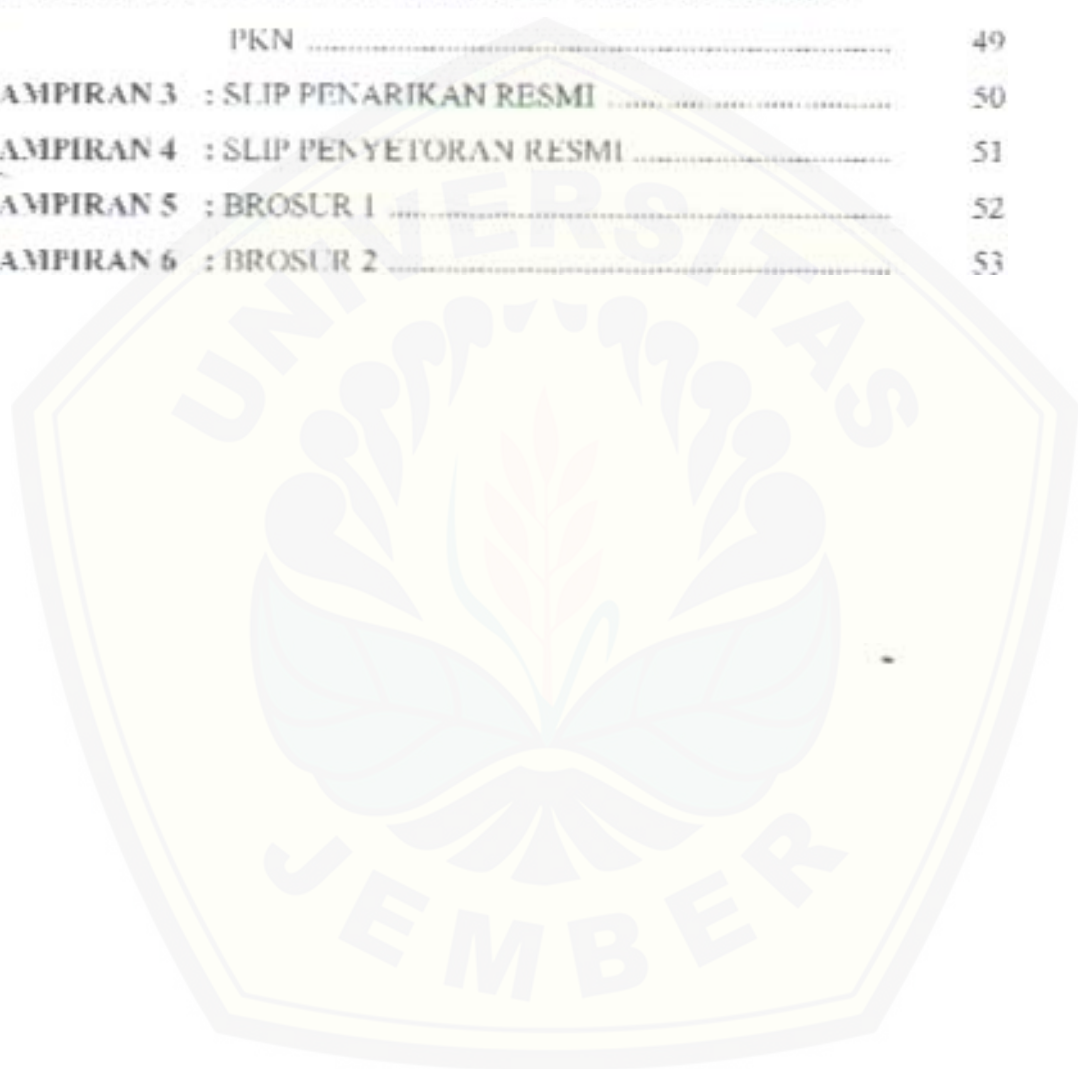 PKN ........................................ 49
AMPIRAN 3 : SLIP PENARIKAN RESMI ........................................ 50
AMPIRAN 4 : SLIP PENYETORAN RESMI ........................................ 51
AMPIRAN 5 : BROSUR 1 ........................................ 52
AMPIRAN 6 : BROSUR 2 ........................................ 53
UNIVERSITAS
JEMBER